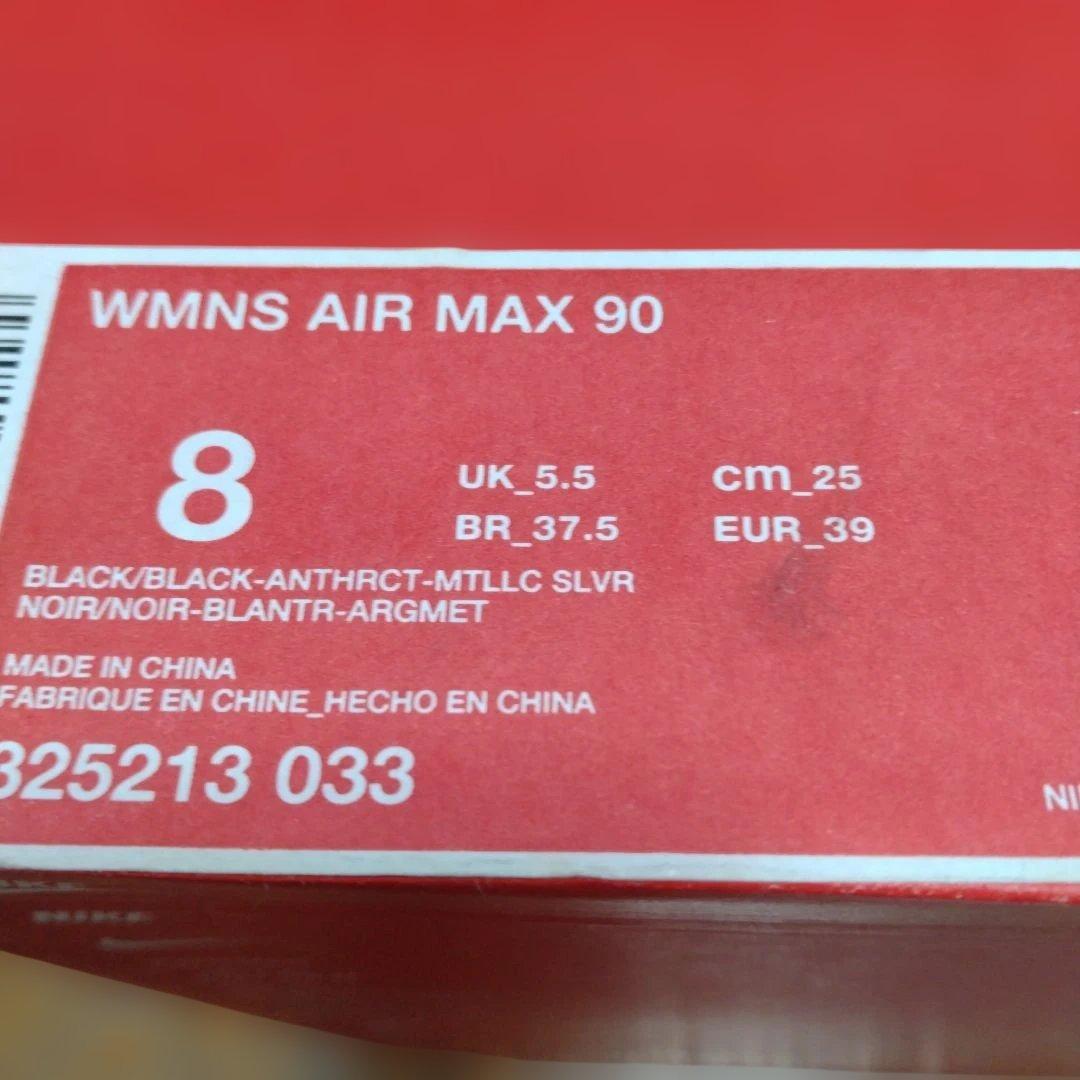 WMNS AIR MAX 90
8
UK_5.5 cm_25
BR_37.5 EUR_39
BLACK/BLACK-ANTHRCT-MTLLC SLVR
NOIR/NOIR-BLANTR-ARGMET
MADE IN CHINA
FABRIQUE EN CHINE_HECHO EN CHINA
325213 033